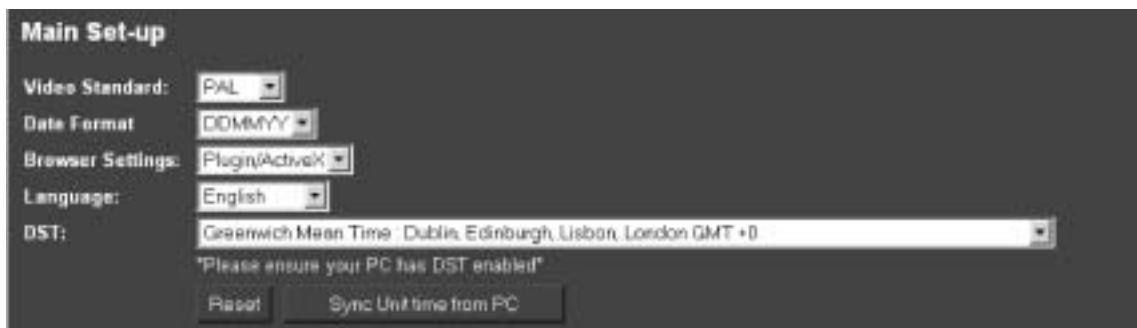 Main Set-up
Video Standard: PAL
Date Format DDMMYY
Browser Settings: Plugin/ActiveX
Language: English
DST: Greenwich Mean Time : Dublin, Edinburgh, Lisbon, London GMT +0
"Please ensure your PC has DST enabled"
Reset Sync Unit time from PC